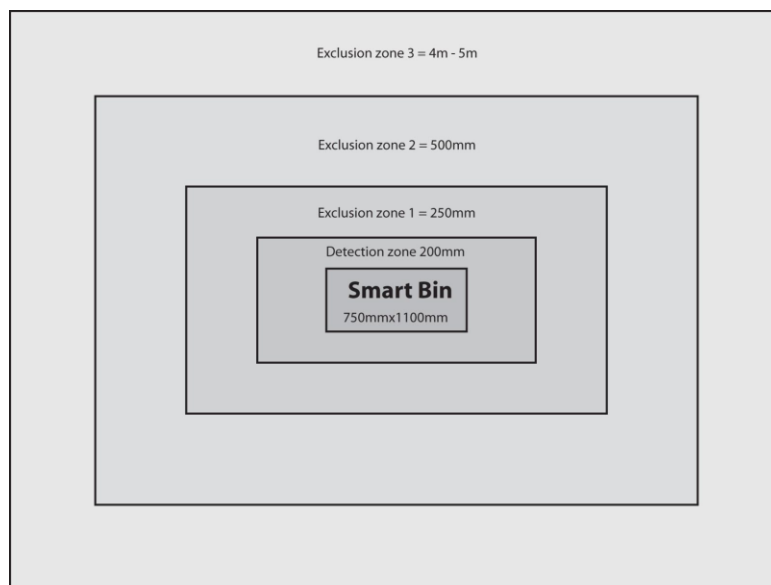 Exclusion zone 3 = 4m - 5m
Exclusion zone 2 = 500mm
Exclusion zone 1 = 250mm
Detection zone 200mm
Smart Bin
750mmx1100mm